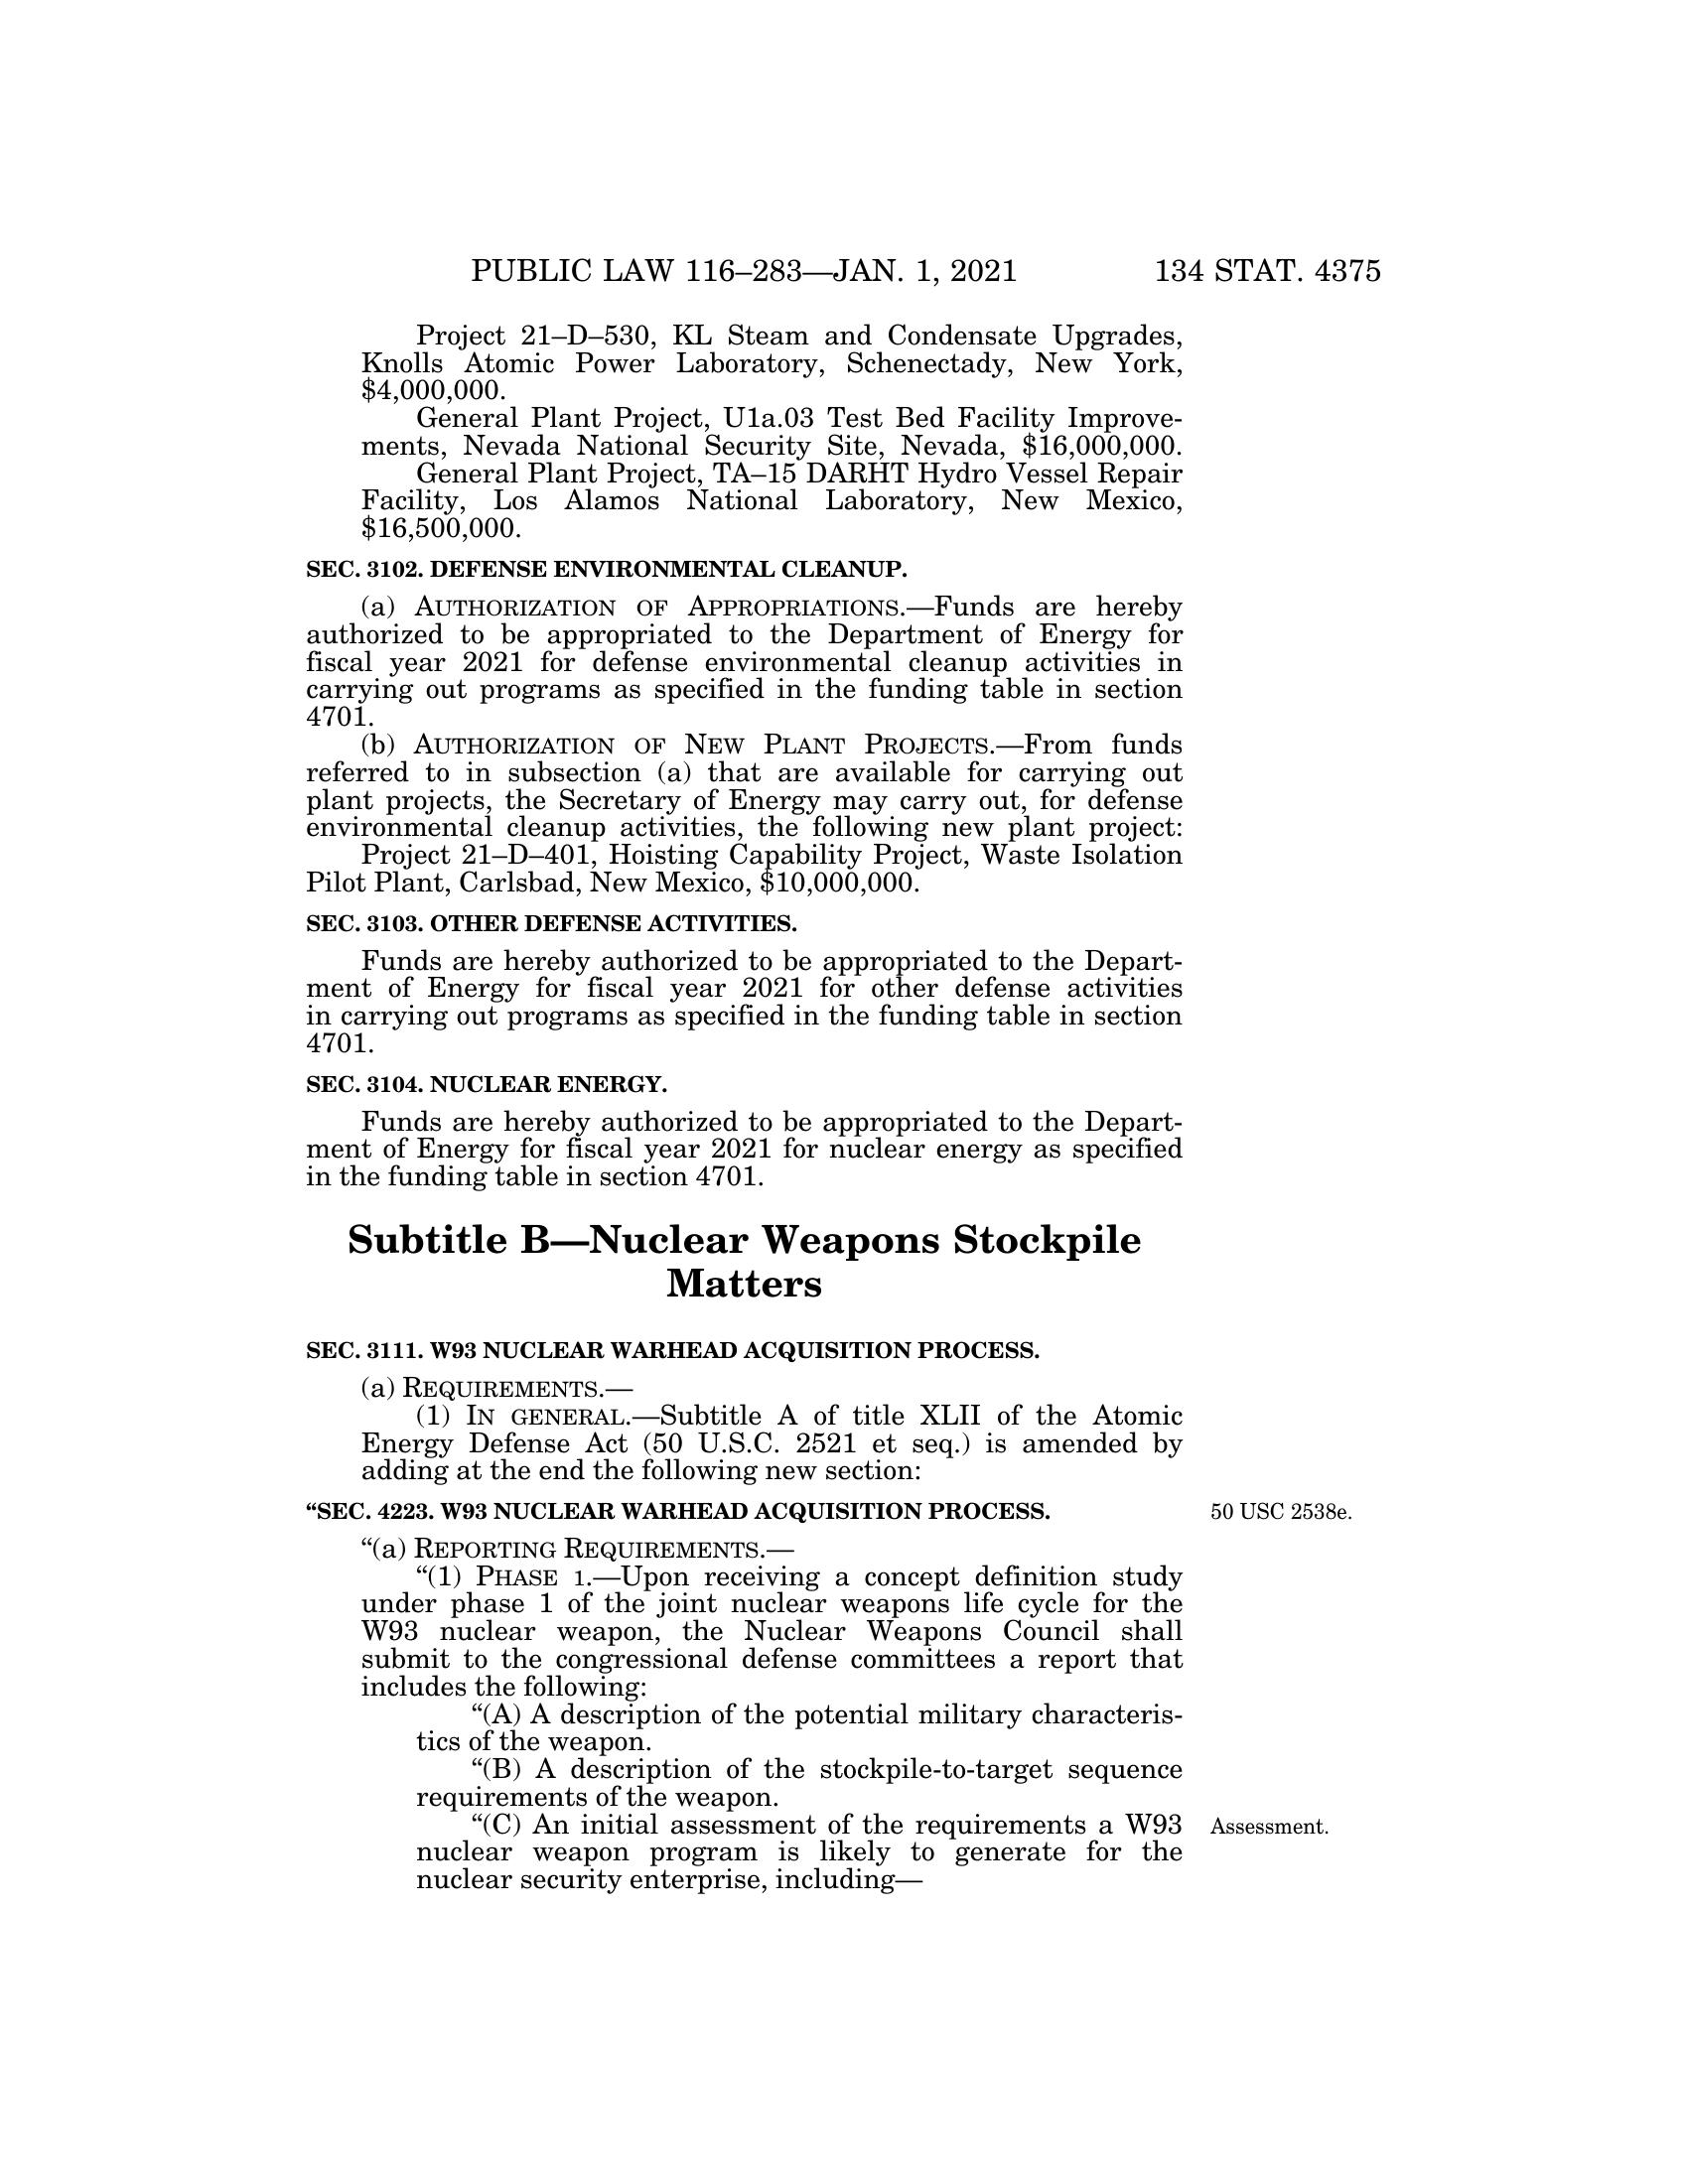 PUBLIC LAW 116–283—JAN. 1, 2021 134 STAT. 4375
Project 21–D–530, KL Steam and Condensate Upgrades,
Knolls Atomic Power Laboratory, Schenectady, New York,
$4,000,000.
General Plant Project, U1a.03 Test Bed Facility Improve-
ments, Nevada National Security Site, Nevada, $16,000,000.
General Plant Project, TA–15 DARHT Hydro Vessel Repair
Facility, Los Alamos National Laboratory, New Mexico,
$16,500,000.
SEC. 3102. DEFENSE ENVIRONMENTAL CLEANUP.
(a) AUTHORIZATION OF APPROPRIATIONS.—Funds are hereby
authorized to be appropriated to the Department of Energy for
fiscal year 2021 for defense environmental cleanup activities in
carrying out programs as specified in the funding table in section
4701.
(b) AUTHORIZATION OF NEW PLANT PROJECTS.—From funds
referred to in subsection (a) that are available for carrying out
plant projects, the Secretary of Energy may carry out, for defense
environmental cleanup activities, the following new plant project:
Project 21–D–401, Hoisting Capability Project, Waste Isolation
Pilot Plant, Carlsbad, New Mexico, $10,000,000.
SEC. 3103. OTHER DEFENSE ACTIVITIES.
Funds are hereby authorized to be appropriated to the Depart-
ment of Energy for fiscal year 2021 for other defense activities
in carrying out programs as specified in the funding table in section
4701.
SEC. 3104. NUCLEAR ENERGY.
Funds are hereby authorized to be appropriated to the Depart-
ment of Energy for fiscal year 2021 for nuclear energy as specified
in the funding table in section 4701.
Subtitle B—Nuclear Weapons Stockpile
Matters
SEC. 3111. W93 NUCLEAR WARHEAD ACQUISITION PROCESS.
(a) REQUIREMENTS.—
(1) IN GENERAL.—Subtitle A of title XLII of the Atomic
Energy Defense Act (50 U.S.C. 2521 et seq.) is amended by
adding at the end the following new section:
“SEC. 4223. W93 NUCLEAR WARHEAD ACQUISITION PROCESS. 50 USC 2538e.
“(a) REPORTING REQUIREMENTS.—
“(1) PHASE 1.—Upon receiving a concept definition study
under phase 1 of the joint nuclear weapons life cycle for the
W93 nuclear weapon, the Nuclear Weapons Council shall
submit to the congressional defense committees a report that
includes the following:
“(A) A description of the potential military characteris-
tics of the weapon.
“(B) A description of the stockpile-to-target sequence
requirements of the weapon.
“(C) An initial assessment of the requirements a W93 Assessment.
nuclear weapon program is likely to generate for the
nuclear security enterprise, including—